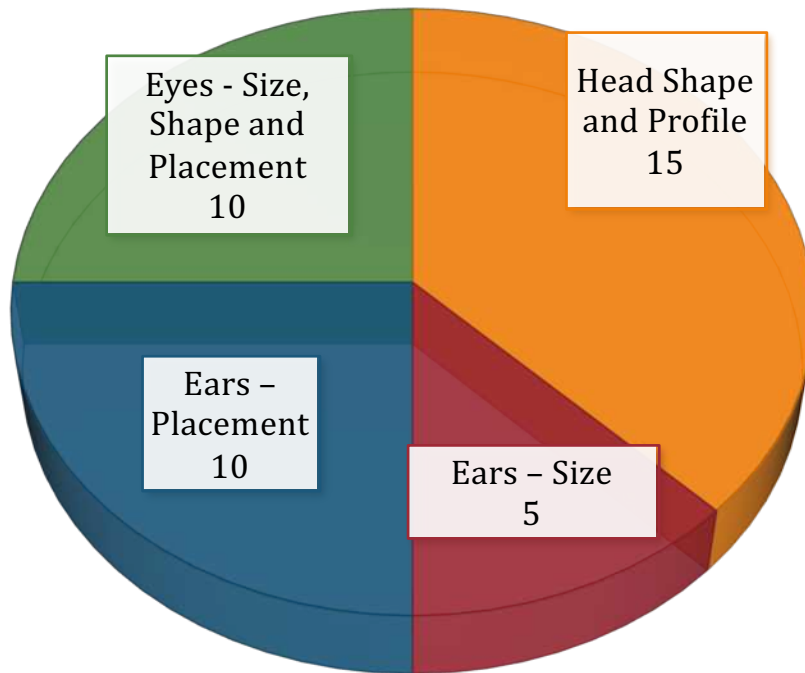 Eyes - Size,
Shape and
Placement
10
Head Shape
and Profile
15
Ears –
Placement
10
Ears – Size
5